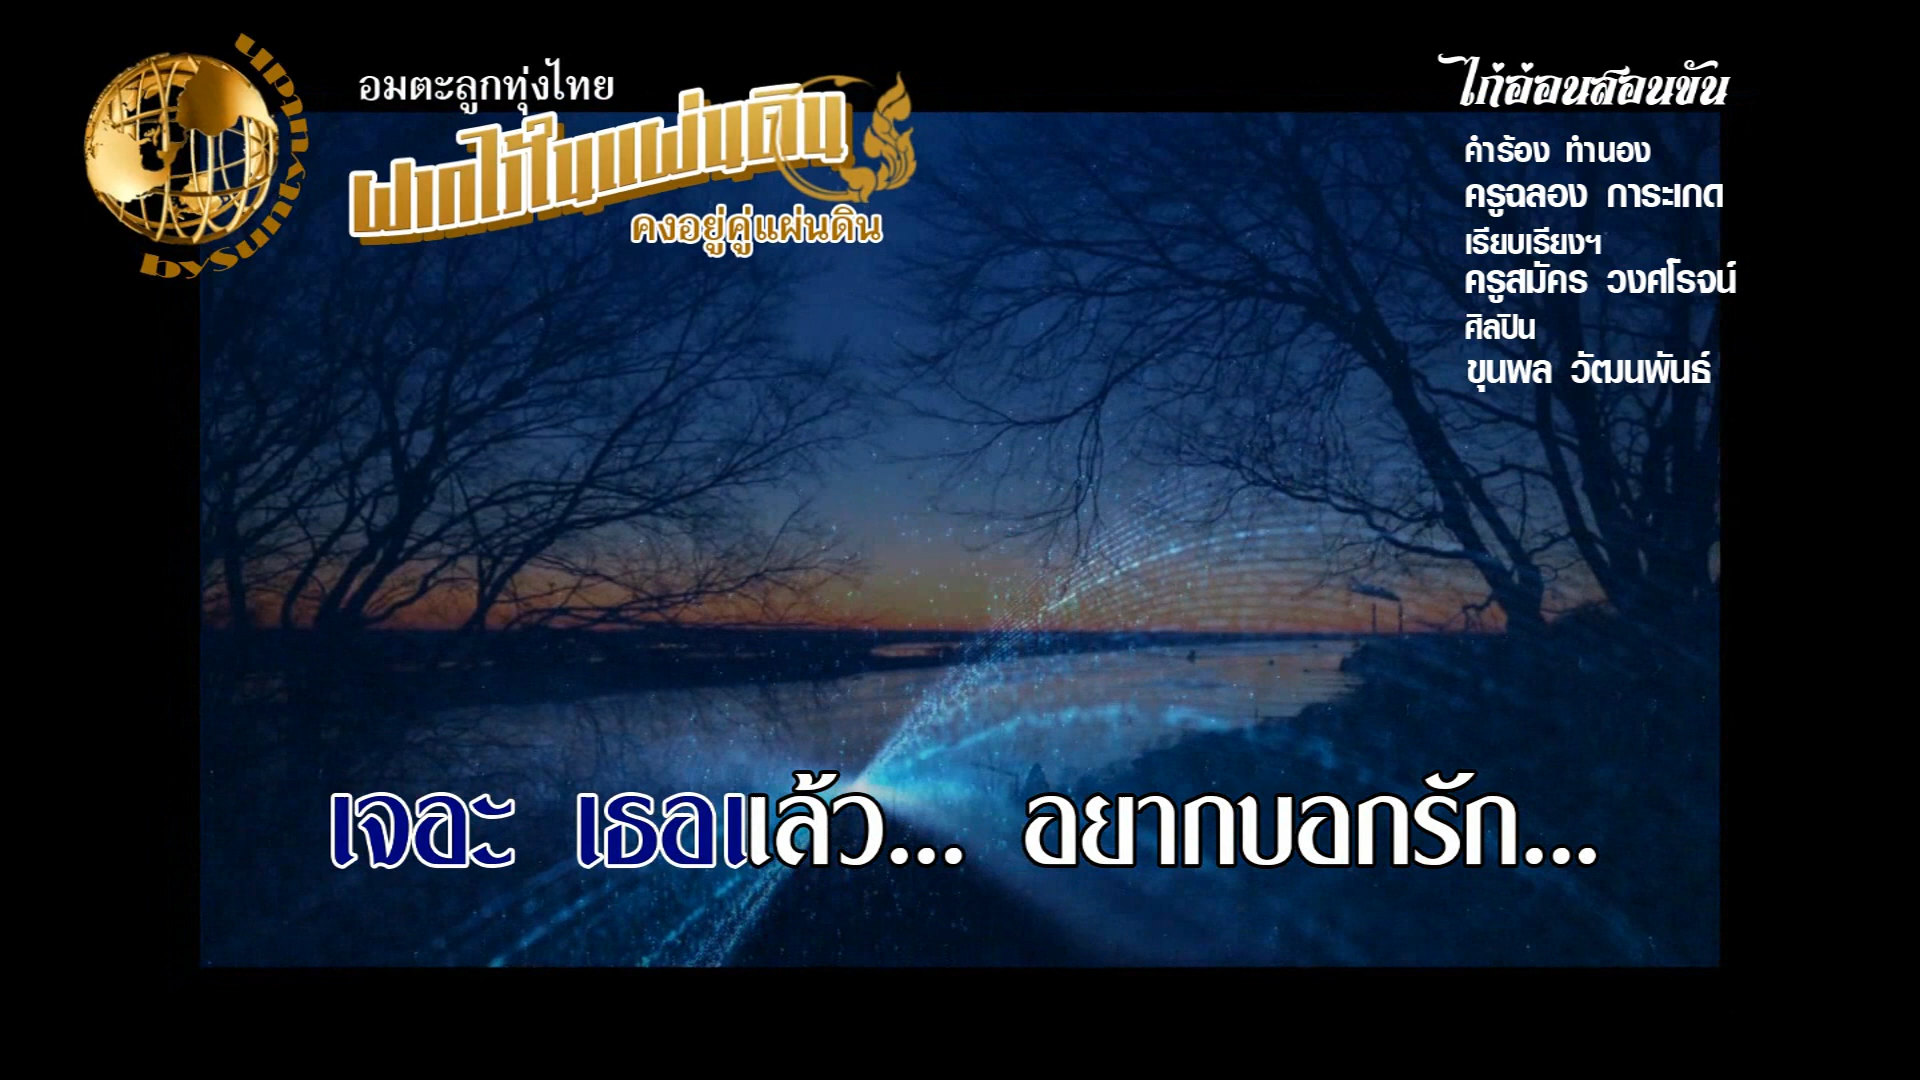 อมตะลูกทุ่งไทย
ฝากไว้ในแผ่นดิน
คงอยู่คู่แผ่นดิน
ไก่อ่อนสอนขัน
คำร้อง ทำนอง
ครูฉลอง การะเกด
เรียบเรียงฯ
ครูสมัคร วงศ์โรจน์
ศิลปิน
ขุนพล วัฒนพันธ์
เจอะ เธอแล้ว... อยากบอกรัก...